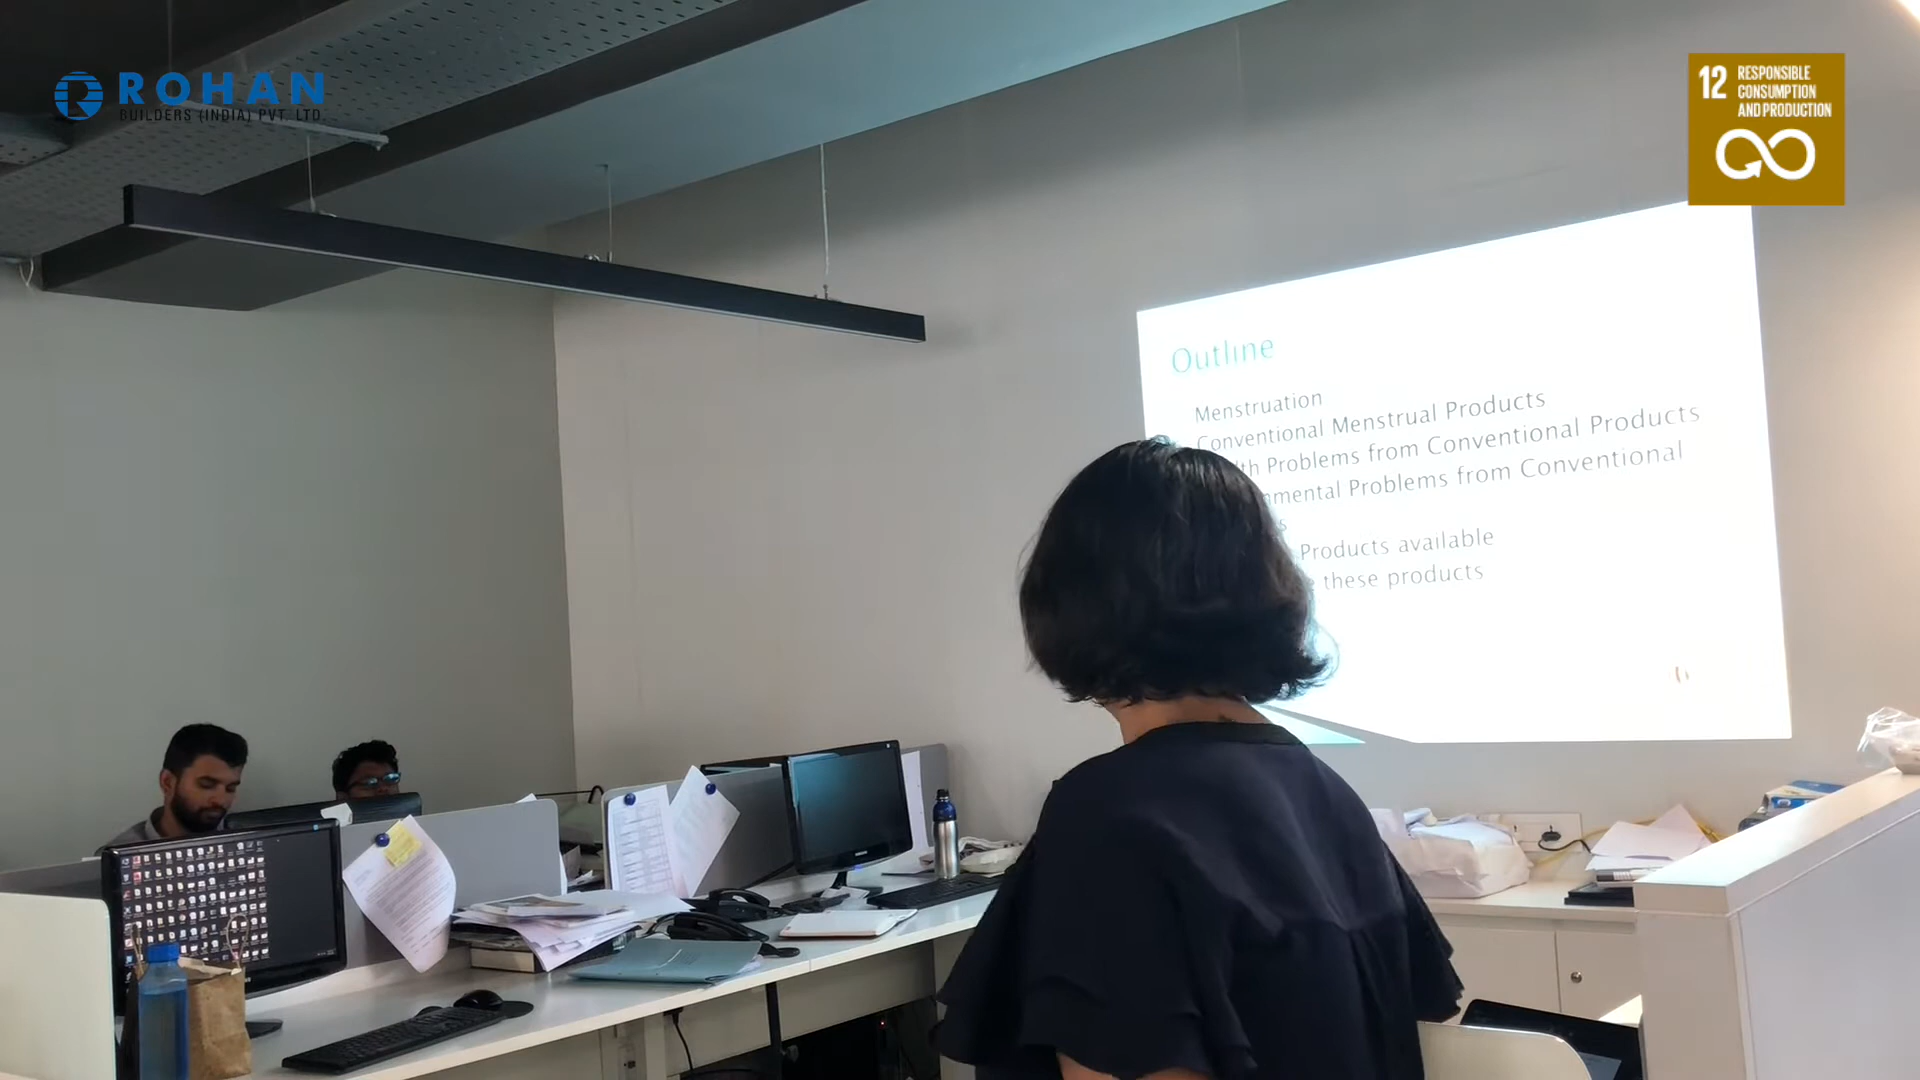 ROHAN
BUILDERS (INDIA) PVT. LTD.
12 RESPONSIBLE
CONSUMPTION
AND PRODUCTION
Outline
Menstruation
Conventional Menstrual Products
Problems from Conventional Products
Problems from Conventional
Products available
these products